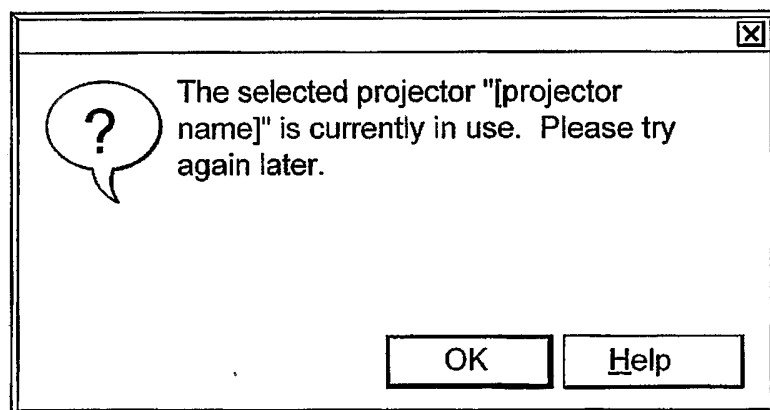 The selected projector "[projector
name]" is currently in use.  Please try
again later.
?
OK
Help